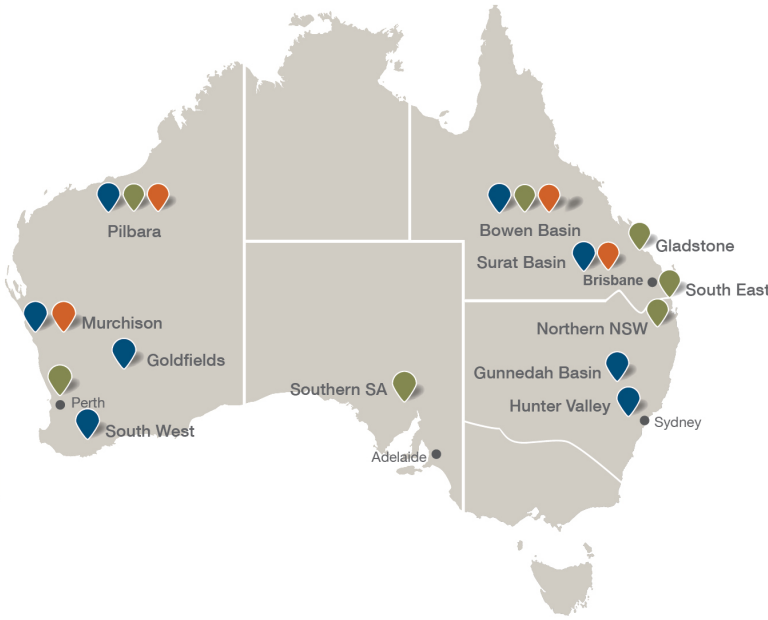 Pilbara
Bowen Basin
Gladstone
Surat Basin
Brisbane
South East
Murchison
Northern NSW
Goldfields
Gunnedah Basin
Southern SA
Perth
Hunter Valley
Sydney
South West
Adelaide